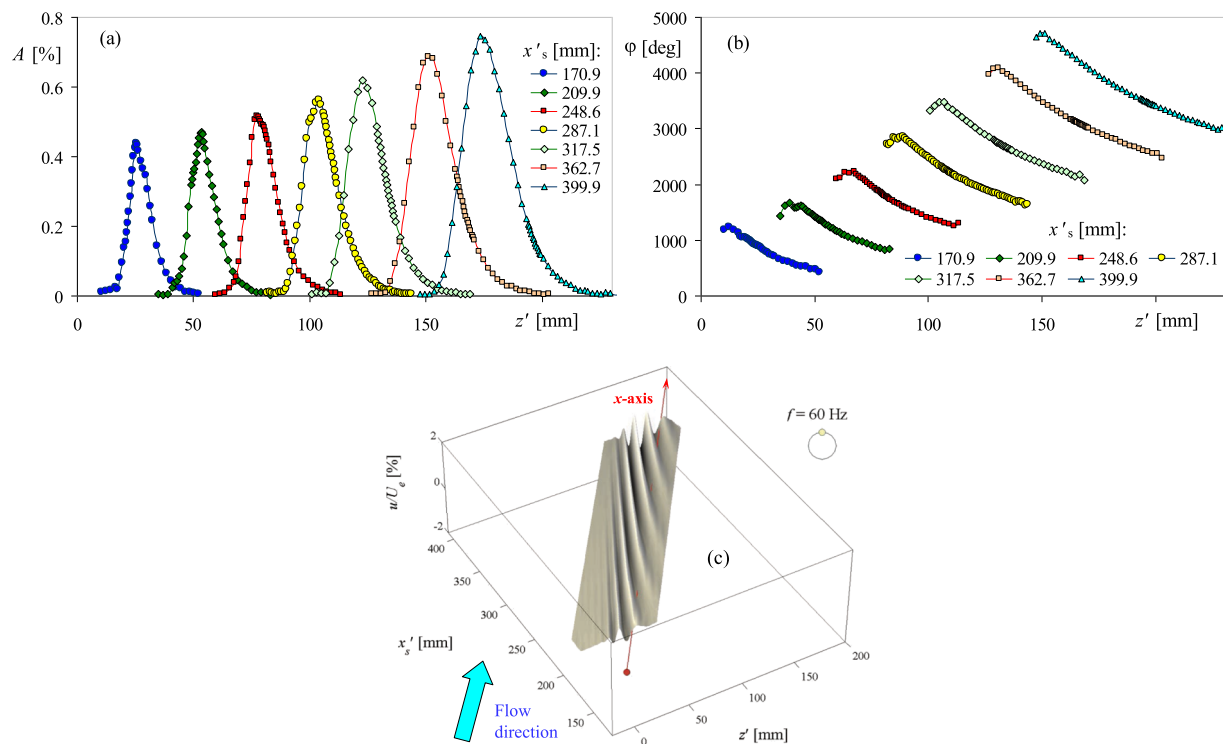 (a)
A [%]
0.8
0.6
0.4
0.2
0
0 50 100 150 z′ [mm]
x′s [mm]:
170.9
209.9
248.6
287.1
317.5
362.7
399.9
(b)
φ [deg]
5000
4000
3000
2000
1000
0
0 50 100 150 z′ [mm]
x′s [mm]:
170.9 209.9 248.6 287.1
317.5 362.7 399.9
x-axis
f = 60 Hz
u/Ue [%]
2
0
-2
400
350
300
250
200
150
xs′ [mm]
(c)
0
50
100
150
200
z′ [mm]
Flow
direction